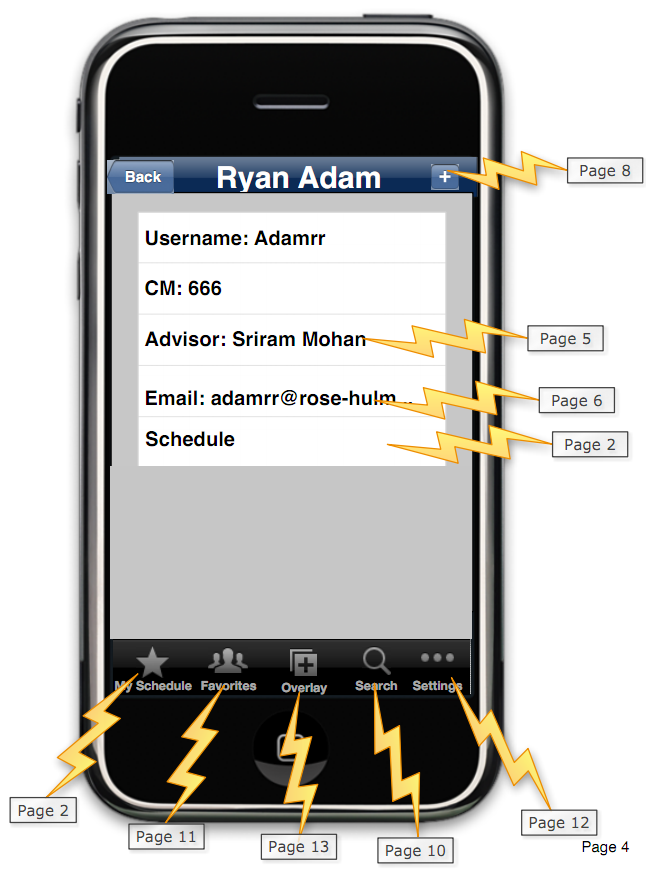 Back
Ryan Adam
+
Page 8
Username: Adamrr
CM: 666
Advisor: Sriram Mohan
Page 5
Email: adamrr@rose-hulm...
Page 6
Schedule
Page 2
My Schedule
Favorites
Overlay
Search
Settings
Page 2
Page 11
Page 13
Page 10
Page 12
Page 4